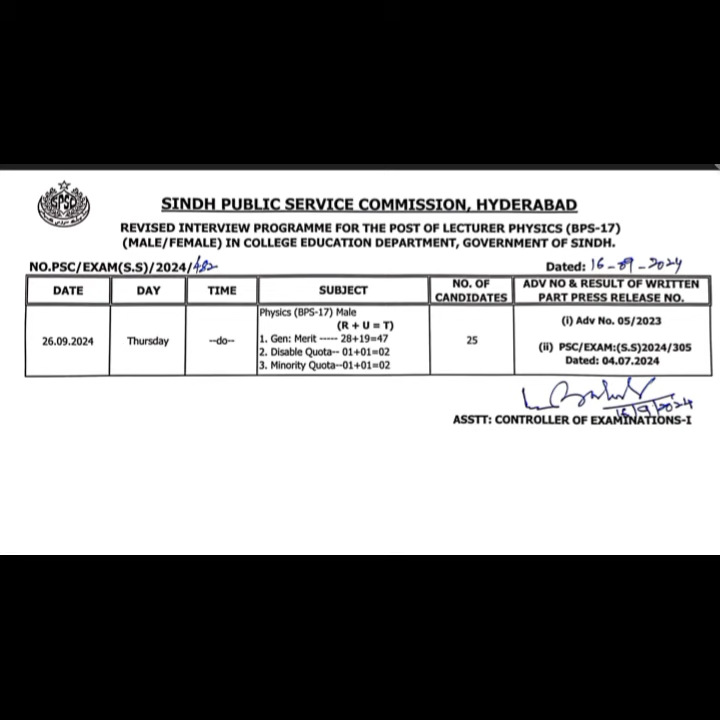 SPSC
SINDH PUBLIC SERVICE COMMISSION, HYDERABAD
REVISED INTERVIEW PROGRAMME FOR THE POST OF LECTURER PHYSICS (BPS-17)
(MALE/FEMALE) IN COLLEGE EDUCATION DEPARTMENT, GOVERNMENT OF SINDH.
NO.PSC/EXAM(S.S)/2024/482 Dated: 16-09-2024
DATE DAY TIME SUBJECT NO. OF CANDIDATES ADV NO & RESULT OF WRITTEN PART PRESS RELEASE NO.
26.09.2024 Thursday --do--
Physics (BPS-17) Male
(R + U = T)
1. Gen: Merit ----- 28+19=47
2. Disable Quota-- 01+01=02
3. Minority Quota--01+01=02
25
(i) Adv No. 05/2023
(ii) PSC/EXAM:(S.S)2024/305
Dated: 04.07.2024
16/9/2024
ASSTT: CONTROLLER OF EXAMINATIONS-I